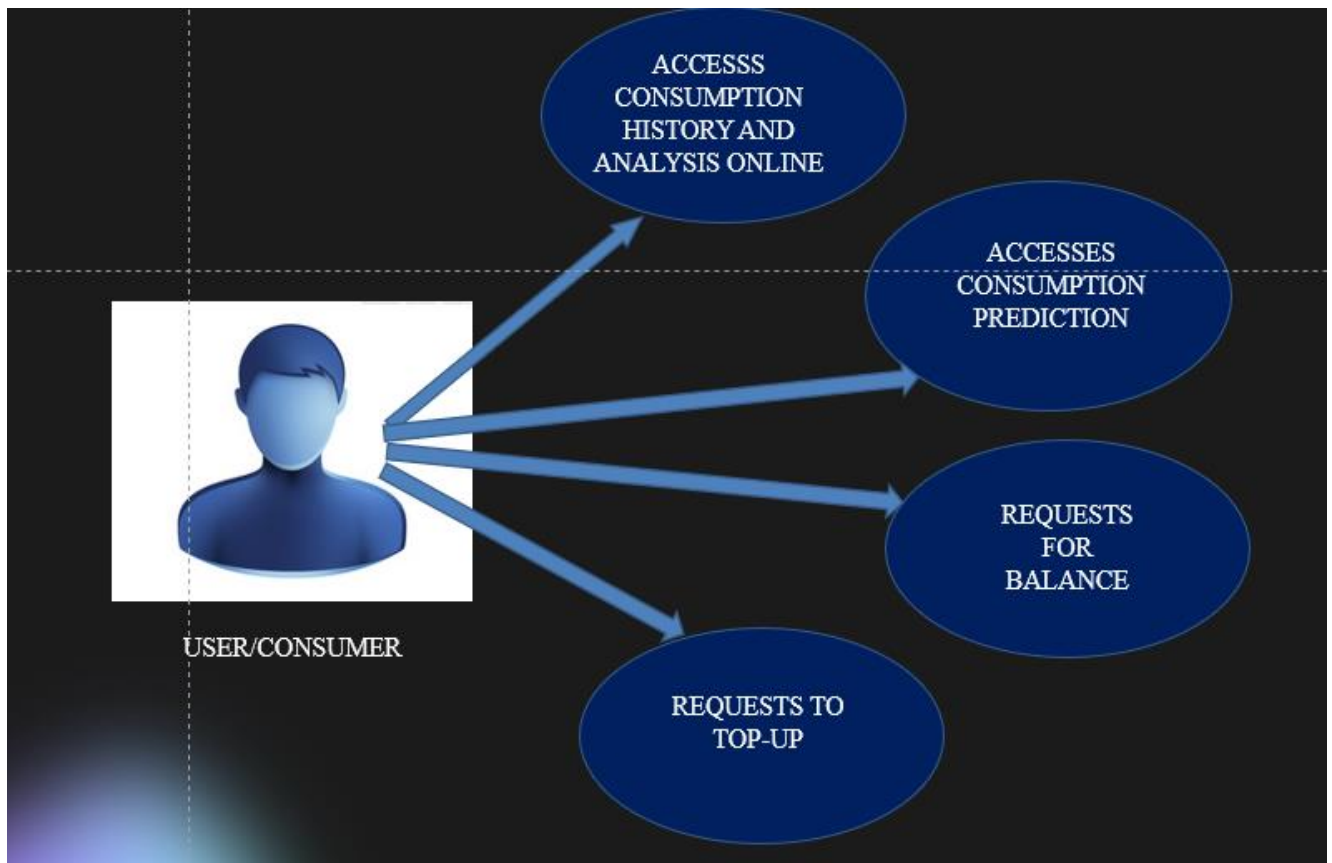 ACCESSS
CONSUMPTION
HISTORY AND
ANALYSIS ONLINE
ACCESSES
CONSUMPTION
PREDICTION
REQUESTS
FOR
BALANCE
USER/CONSUMER
REQUESTS TO
TOP-UP